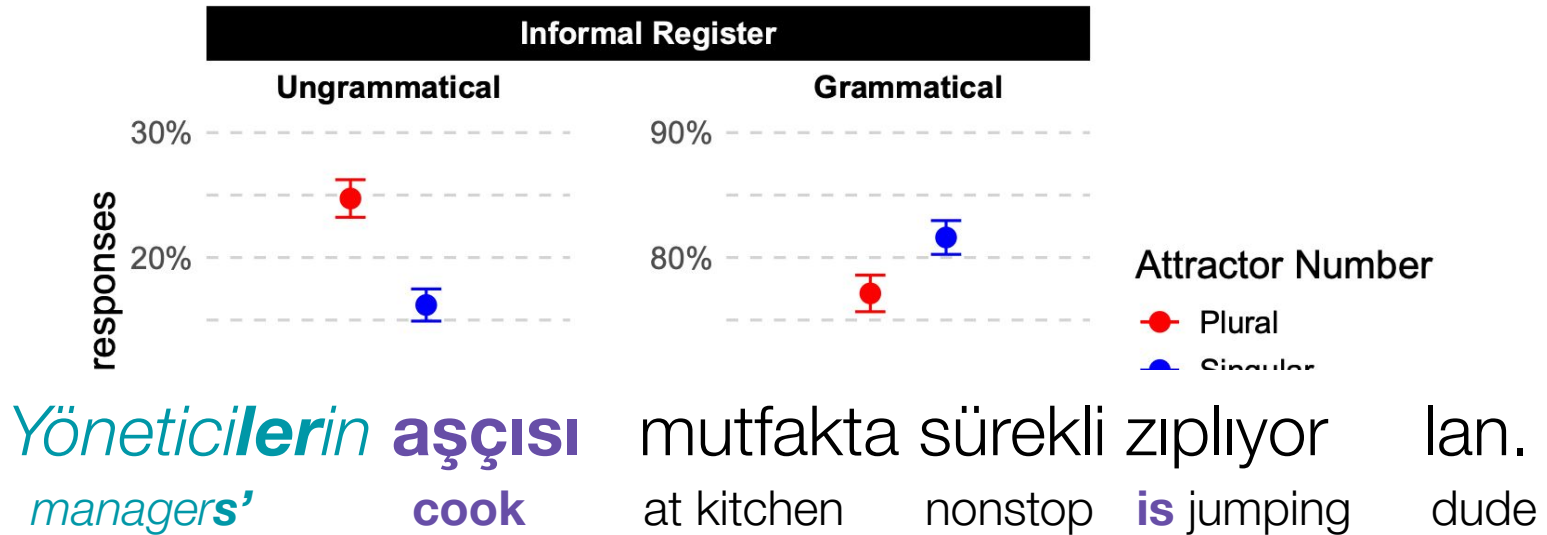 Informal Register
Ungrammatical Grammatical
30% 90%
responses
20% 80%
Attractor Number
Plural
Singular
Yöneticilerin aşçısı mutfakta sürekli zıplıyor lan.
managers' cook at kitchen nonstop is jumping dude